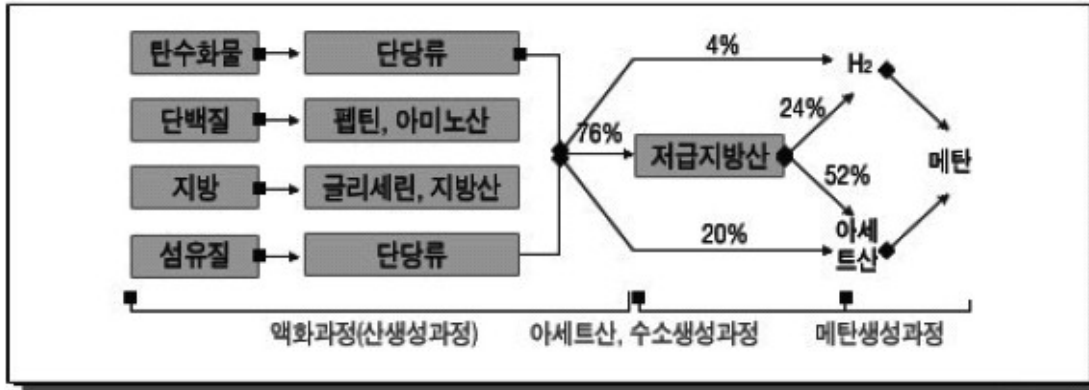 탄수화물 단당류 4% H2
단백질 펩틴, 아미노산 76% 24%
저급지방산 메탄
지방 글리세린, 지방산 52%
섬유질 단당류 20% 아세
트산
액화과정(산생성과정) 아세트산, 수소생성과정 메탄생성과정